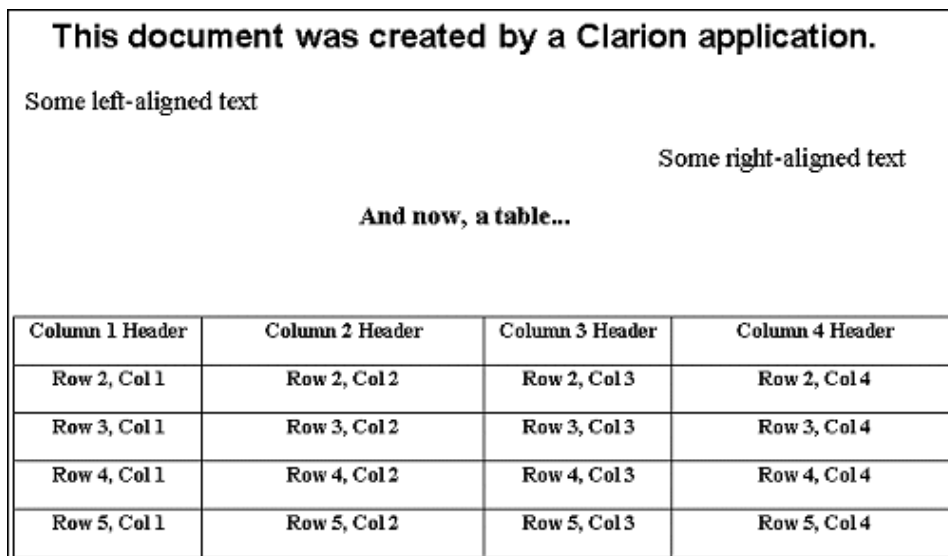 This document was created by a Clarion application.
Some left-aligned text
Some right-aligned text
And now, a table...
Column 1 Header Column 2 Header Column 3 Header Column 4 Header
Row 2, Col 1 Row 2, Col 2 Row 2, Col 3 Row 2, Col 4
Row 3, Col 1 Row 3, Col 2 Row 3, Col 3 Row 3, Col 4
Row 4, Col 1 Row 4, Col 2 Row 4, Col 3 Row 4, Col 4
Row 5, Col 1 Row 5, Col 2 Row 5, Col 3 Row 5, Col 4